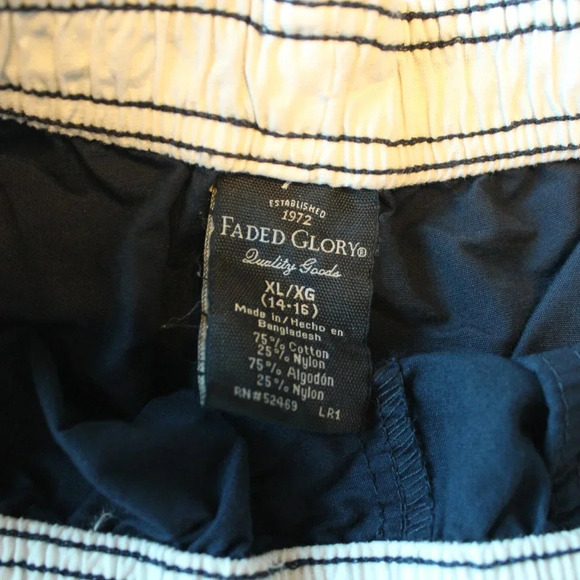 ESTABLISHED
1972
FADED GLORY®
Quality Goods
XL/XG
(14-16)
Made in/Hecho en
Bangladesh
75% Cotton
25% Nylon
75% Algodón
25% Nylon
RN#52469 LR1